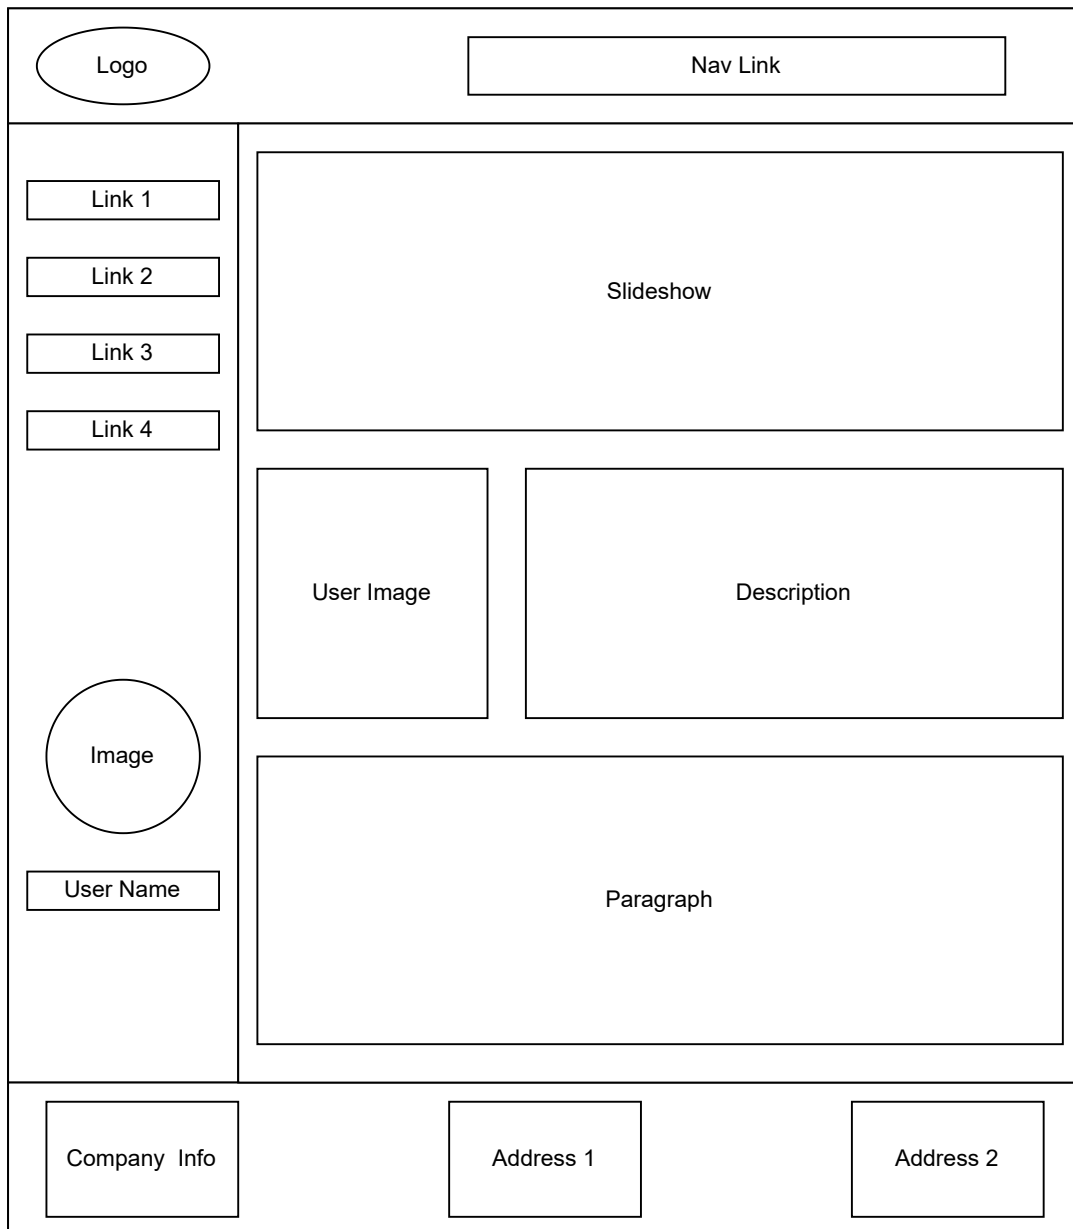 Logo
Nav Link
Link 1
Link 2
Link 3
Link 4
Image
User Name
Slideshow
User Image
Description
Paragraph
Company  Info
Address 1
Address 2